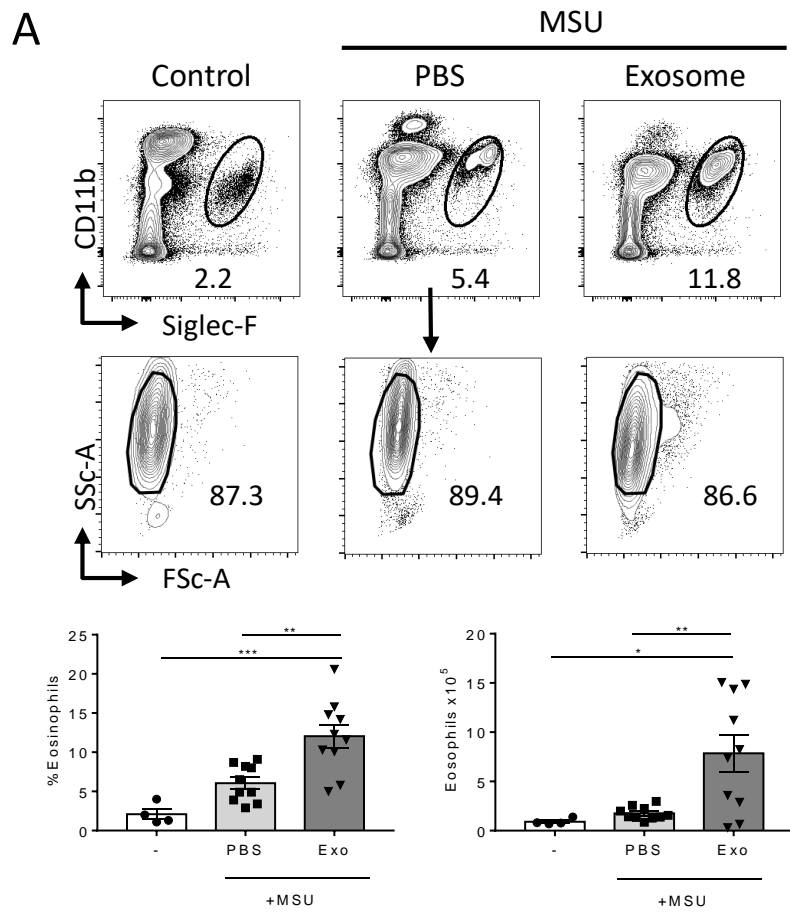 A
MSU
Control PBS Exosome
CD11b
2.2 5.4 11.8
Siglec-F
SSc-A
87.3 89.4 86.6
FSc-A
% Eosinophils
25
20
15
10
5
0
**
***
- PBS Exo
+MSU
Eosophils x10⁵
20
15
10
5
0
**
*
- PBS Exo
+MSU